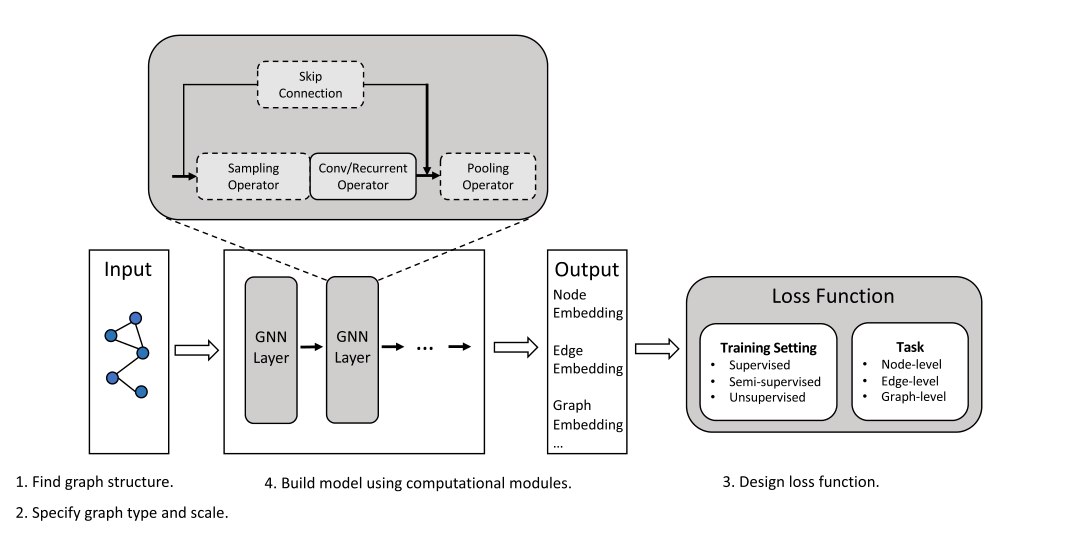 Skip
Connection
Sampling
Operator
Conv/Recurrent
Operator
Pooling
Operator
Input
GNN
Layer
GNN
Layer
...
Output
Node
Embedding
Edge
Embedding
Graph
Embedding
...
Loss Function
Training Setting
• Supervised
• Semi-supervised
• Unsupervised
Task
• Node-level
• Edge-level
• Graph-level
1. Find graph structure.
2. Specify graph type and scale.
4. Build model using computational modules.
3. Design loss function.